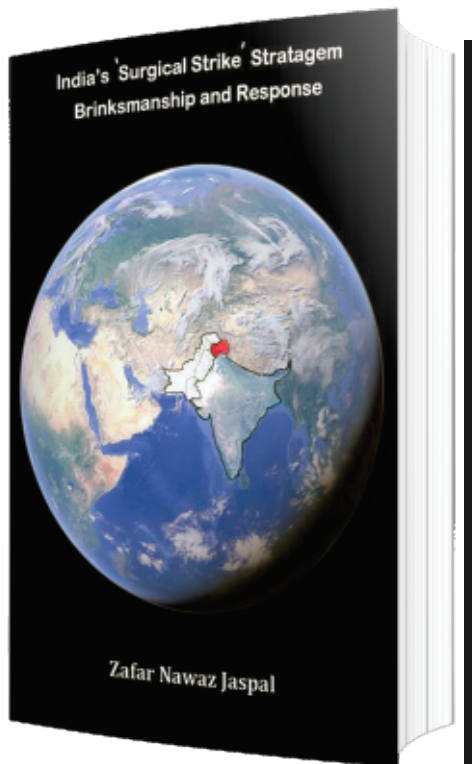 India's ‵Surgical Strike′ Stratagem
Brinksmanship and Response
Zafar Nawaz Jaspal